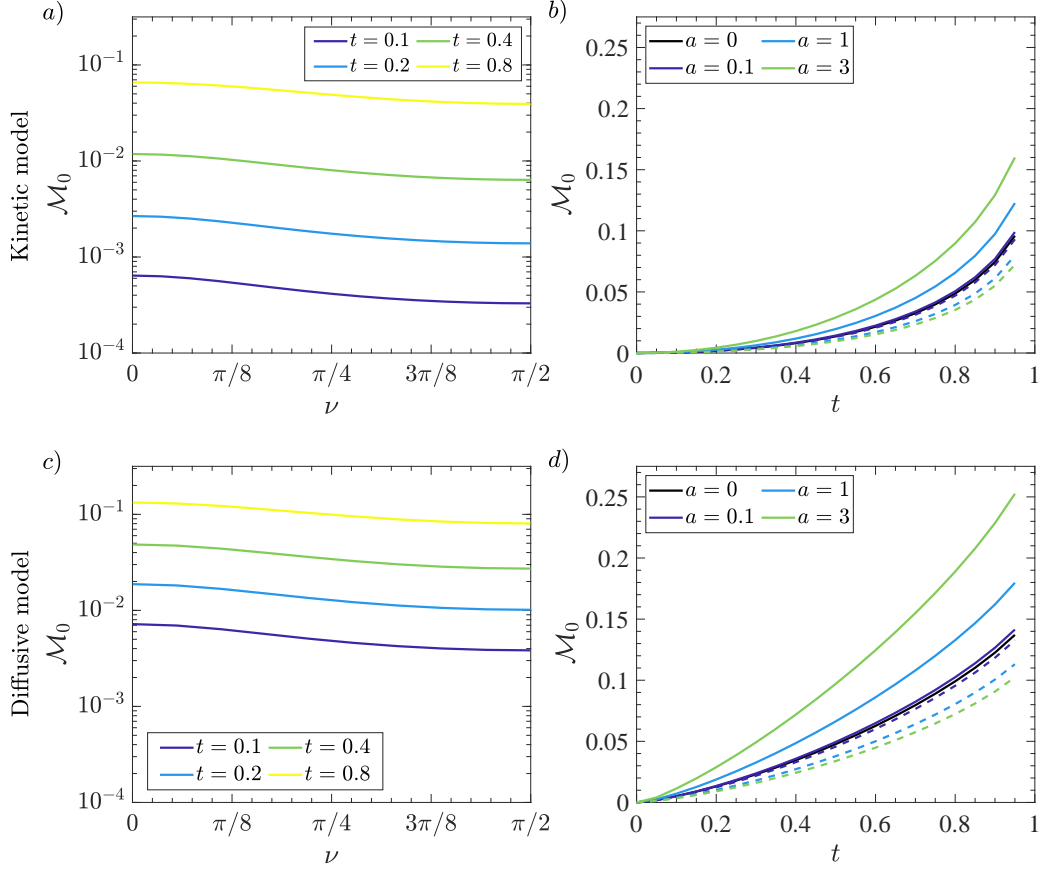 a)
t = 0.1 t = 0.4
t = 0.2 t = 0.8
10⁻¹
10⁻²
10⁻³
10⁻⁴
ℳ₀
Kinetic model
0 π/8 π/4 3π/8 π/2
ν
b)
a = 0 a = 1
a = 0.1 a = 3
0.25
0.2
0.15
0.1
0.05
0
ℳ₀
0 0.2 0.4 0.6 0.8 1
t
c)
10⁻¹
10⁻²
10⁻³
10⁻⁴
ℳ₀
Diffusive model
t = 0.1 t = 0.4
t = 0.2 t = 0.8
0 π/8 π/4 3π/8 π/2
ν
d)
a = 0 a = 1
a = 0.1 a = 3
0.25
0.2
0.15
0.1
0.05
0
ℳ₀
0 0.2 0.4 0.6 0.8 1
t